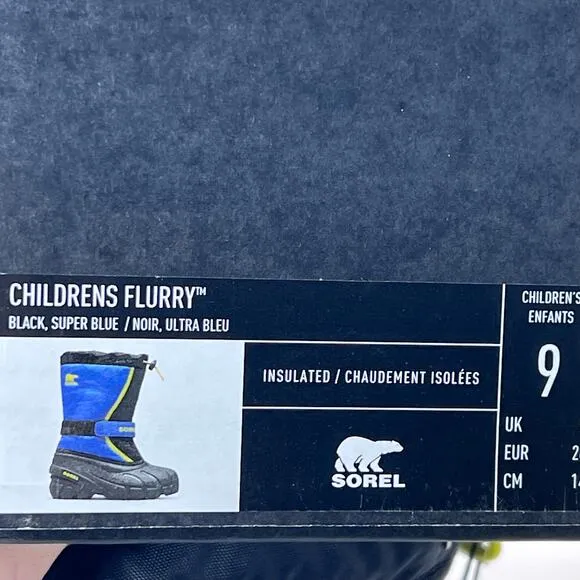 CHILDRENS FLURRY™
BLACK, SUPER BLUE / NOIR, ULTRA BLEU
INSULATED / CHAUDEMENT ISOLÉES
SOREL
CHILDREN'S
ENFANTS
9
UK
EUR
CM